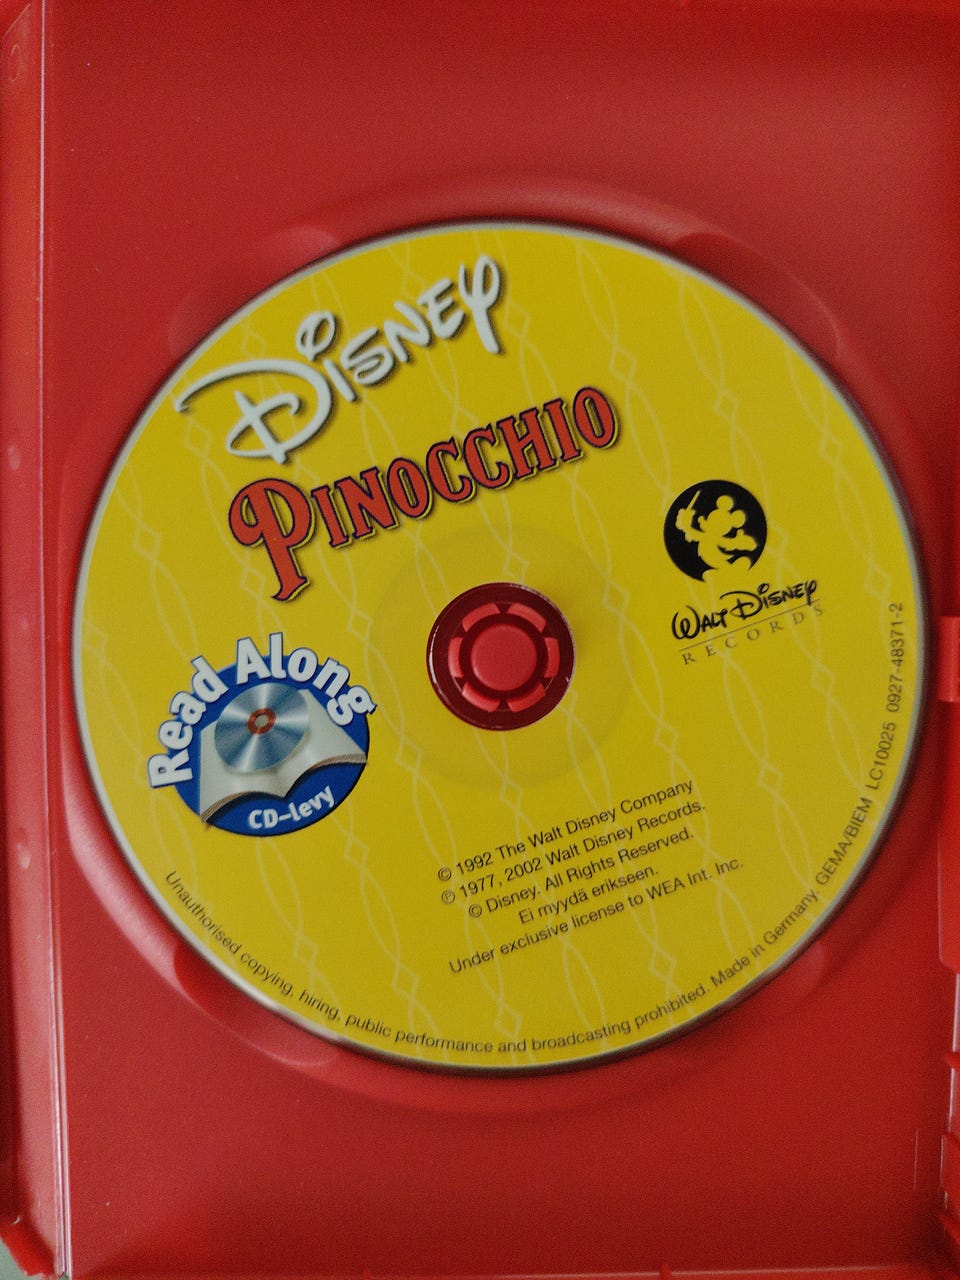 Disney
PINOCCHIO
WALT DISNEY
RECORDS
Read Along
CD-levy
© 1992 The Walt Disney Company
℗ 1977, 2002 Walt Disney Records.
© Disney. All Rights Reserved.
Ei myydä erikseen.
Under exclusive license to WEA Int. Inc.
Unauthorised copying, hiring, public performance and broadcasting prohibited. Made in Germany. GEMA/BIEM LC10025 0927-48371-2